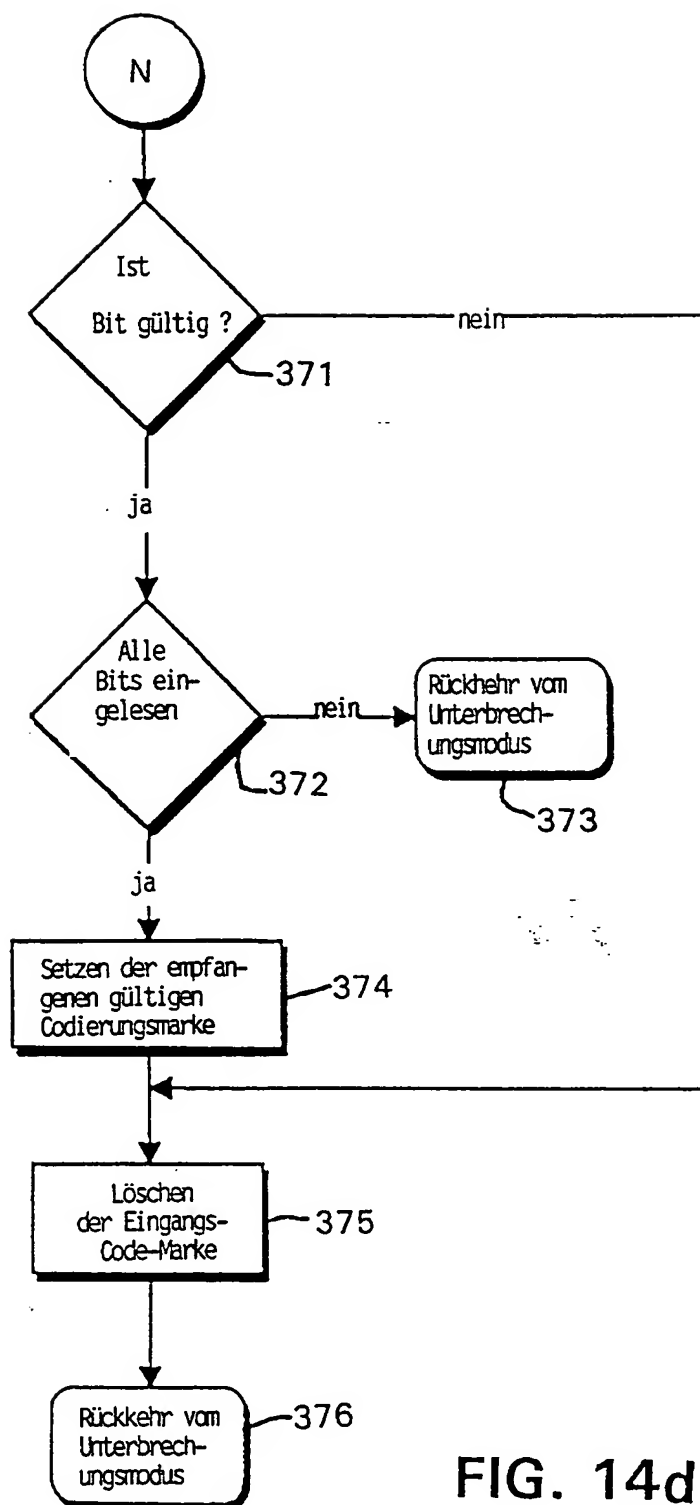 N
Ist
Bit gültig ?
nein
371
ja
Alle
Bits ein-
gelesen
nein
372
Rückhehr vom
Unterbrech-
ungsmodus
373
ja
Setzen der empfan-
genen gültigen
Codierungsmarke
374
Löschen
der Eingangs-
Code-Marke
375
Rückkehr vom
Unterbrech-
ungsmodus
376
FIG. 14d